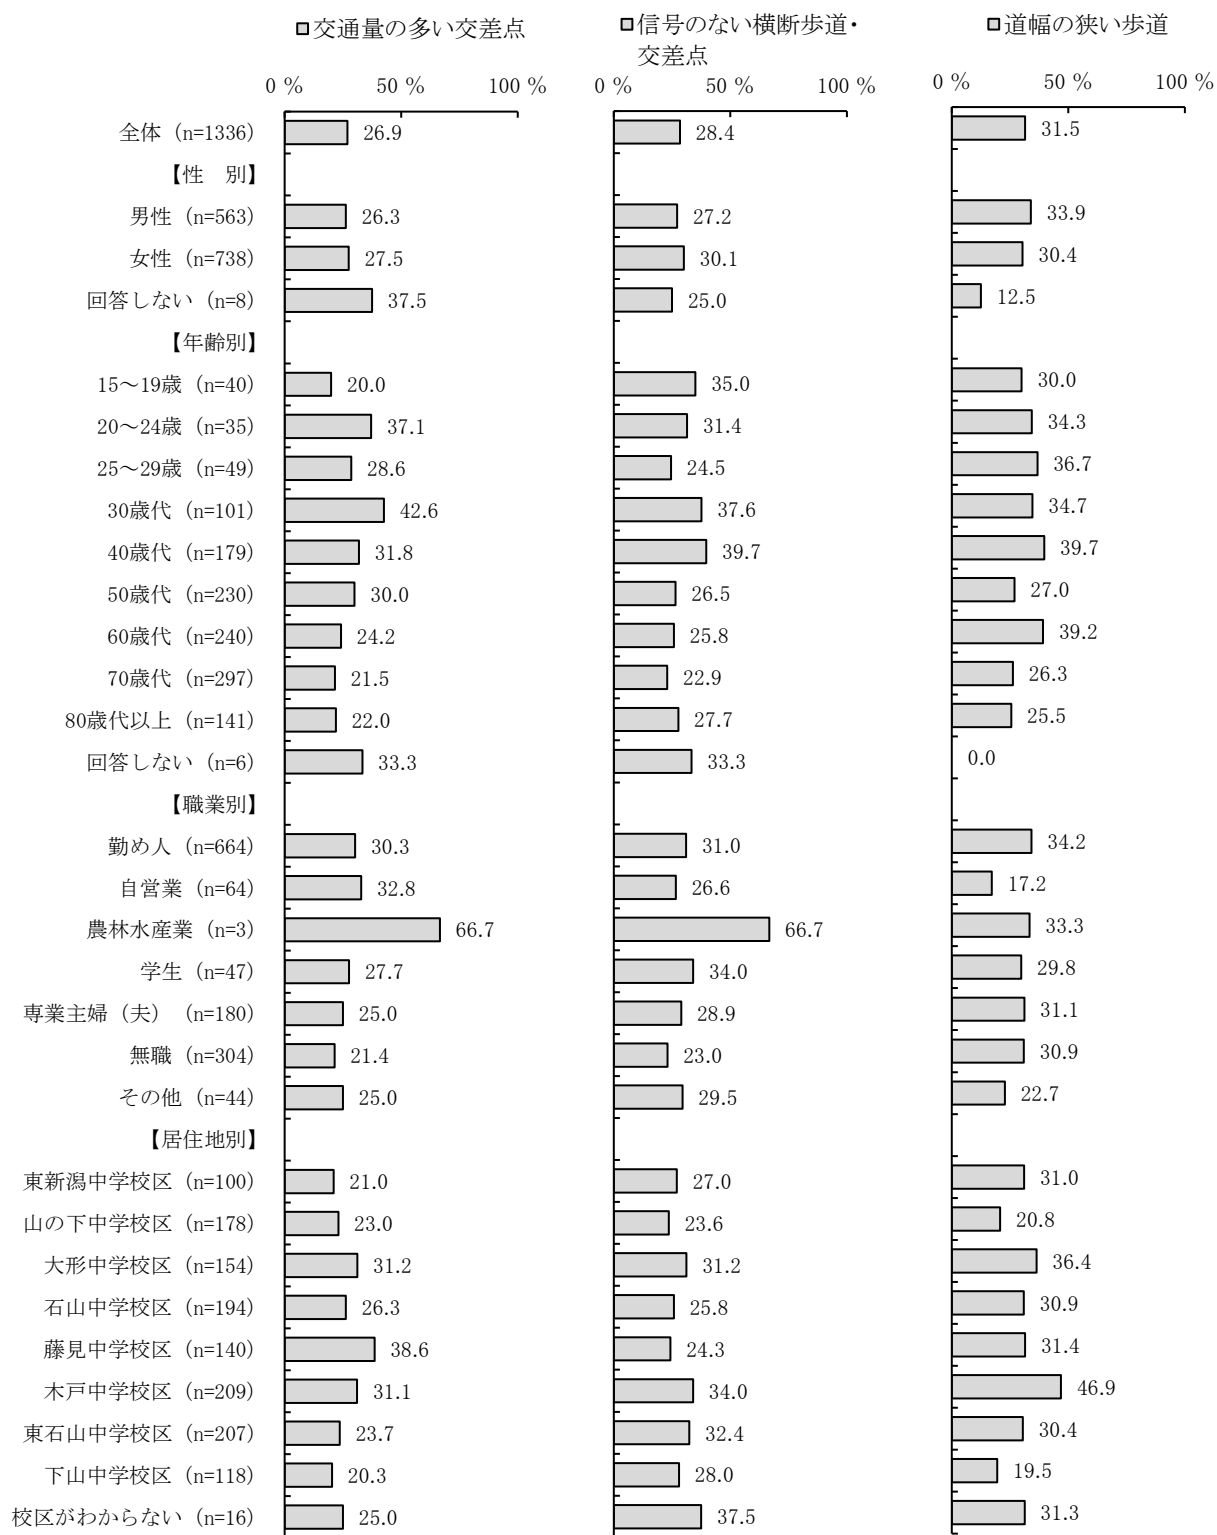 交通量の多い交差点 信号のない横断歩道・ 道幅の狭い歩道
交差点
0 % 50 % 100 % 0 % 50 % 100 % 0 % 50 % 100 %
全体（n=1336） 26.9 28.4 31.5
【性　別】
男性（n=563） 26.3 27.2 33.9
女性（n=738） 27.5 30.1 30.4
回答しない（n=8） 37.5 25.0 12.5
【年齢別】
15～19歳（n=40） 20.0 35.0 30.0
20～24歳（n=35） 37.1 31.4 34.3
25～29歳（n=49） 28.6 24.5 36.7
30歳代（n=101） 42.6 37.6 34.7
40歳代（n=179） 31.8 39.7 39.7
50歳代（n=230） 30.0 26.5 27.0
60歳代（n=240） 24.2 25.8 39.2
70歳代（n=297） 21.5 22.9 26.3
80歳代以上（n=141） 22.0 27.7 25.5
回答しない（n=6） 33.3 33.3 0.0
【職業別】
勤め人（n=664） 30.3 31.0 34.2
自営業（n=64） 32.8 26.6 17.2
農林水産業（n=3） 66.7 66.7 33.3
学生（n=47） 27.7 34.0 29.8
専業主婦（夫）（n=180） 25.0 28.9 31.1
無職（n=304） 21.4 23.0 30.9
その他（n=44） 25.0 29.5 22.7
【居住地別】
東新潟中学校区（n=100） 21.0 27.0 31.0
山の下中学校区（n=178） 23.0 23.6 20.8
大形中学校区（n=154） 31.2 31.2 36.4
石山中学校区（n=194） 26.3 25.8 30.9
藤見中学校区（n=140） 38.6 24.3 31.4
木戸中学校区（n=209） 31.1 34.0 46.9
東石山中学校区（n=207） 23.7 32.4 30.4
下山中学校区（n=118） 20.3 28.0 19.5
校区がわからない（n=16） 25.0 37.5 31.3